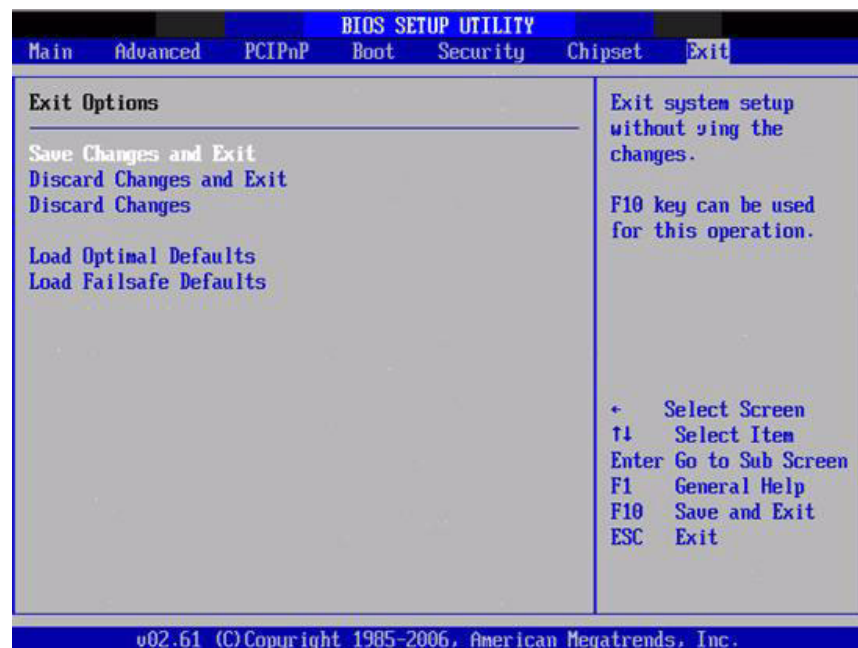 BIOS SETUP UTILITY
Main Advanced PCIPnP Boot Security Chipset Exit
Exit Options
Save Changes and Exit
Discard Changes and Exit
Discard Changes
Load Optimal Defaults
Load Failsafe Defaults
Exit system setup
without ing the
changes.
F10 key can be used
for this operation.
← Select Screen
↑↓ Select Item
Enter Go to Sub Screen
F1 General Help
F10 Save and Exit
ESC Exit
v02.61 (C)Copyright 1985-2006, American Megatrends, Inc.